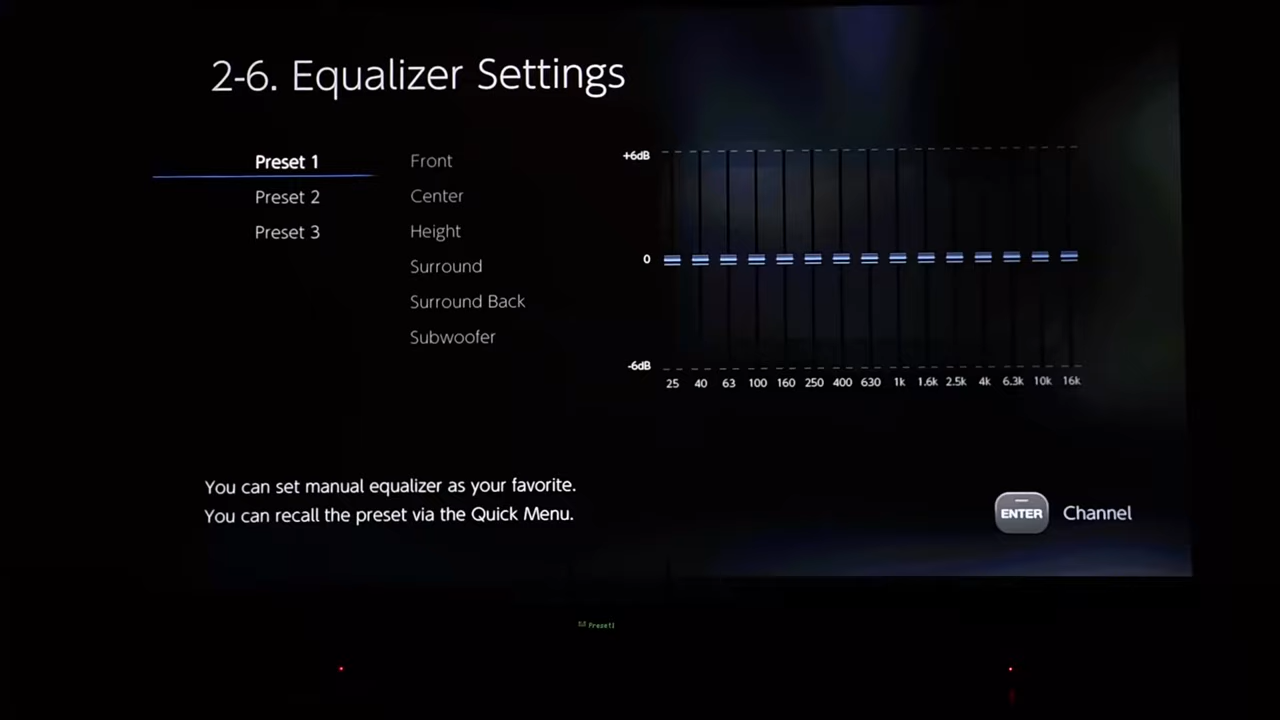 2-6. Equalizer Settings
Preset 1
Preset 2
Preset 3
Front
Center
Height
Surround
Surround Back
Subwoofer
+6dB
0
-6dB
25 40 63 100 160 250 400 630 1k 1.6k 2.5k 4k 6.3k 10k 16k
You can set manual equalizer as your favorite.
You can recall the preset via the Quick Menu.
ENTER Channel
Preset1